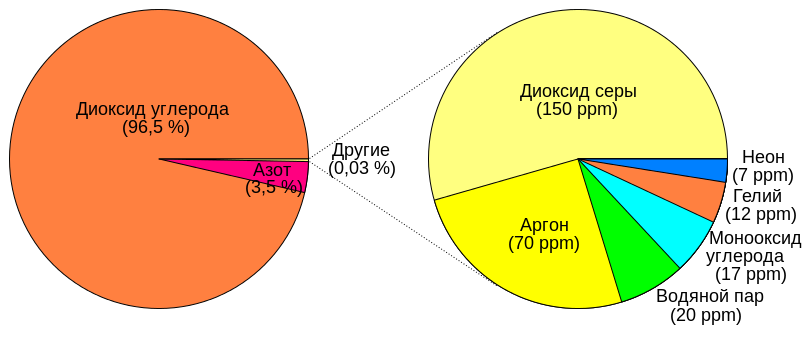 Диоксид углерода
(96,5 %)
Азот
(3,5 %)
Другие
(0,03 %)
Диоксид серы
(150 ppm)
Аргон
(70 ppm)
Неон
(7 ppm)
Гелий
(12 ppm)
Монооксид
углерода
(17 ppm)
Водяной пар
(20 ppm)